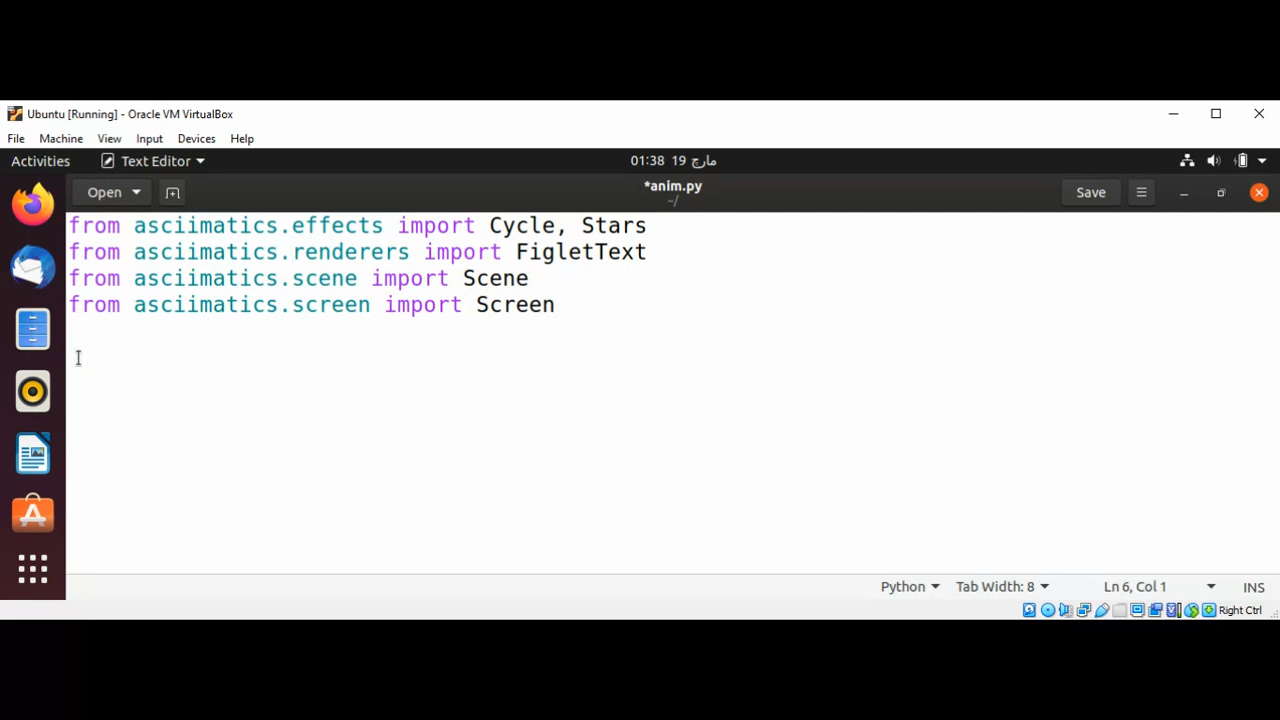 Ubuntu [Running] - Oracle VM VirtualBox
File Machine View Input Devices Help
Activities Text Editor 01:38 19 مارچ
Open *anim.py Save
~/
from asciimatics.effects import Cycle, Stars
from asciimatics.renderers import FigletText
from asciimatics.scene import Scene
from asciimatics.screen import Screen
Python Tab Width: 8 Ln 6, Col 1 INS
Right Ctrl